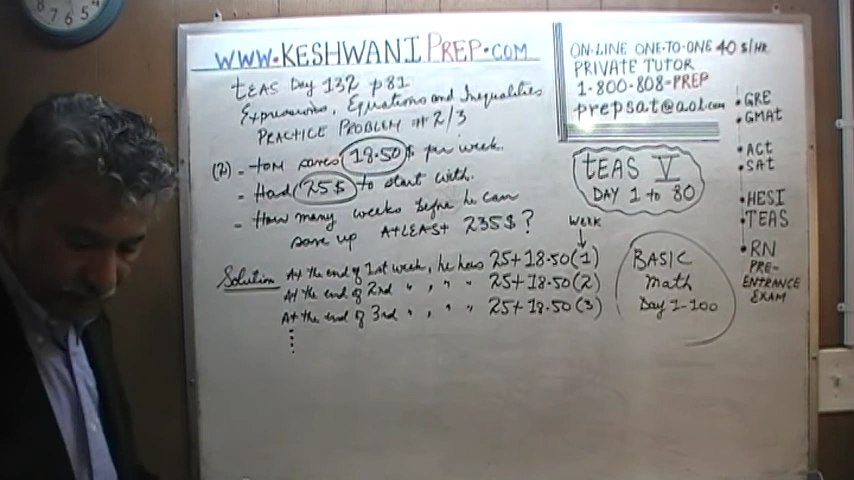 WWW.KESHWANIPREP.COM
tEAS Day 132 p81
Expressions, Equations and Inequalities
PRACTICE PROBLEM # 2/3
(2) - tom saves 18.50$ per week.
- Had 25$ to start with.
- How many weeks before he can
save up AtLEASt 235$?
WEEK
Solution At the end of 1st week, he has 25+18.50(1)
At the end of 2nd " , " " 25+18.50(2)
At the end of 3rd " , " " 25+18.50(3)
ON-LINE ONE-TO-ONE 40 $/HR
PRIVATE TUTOR
1-800-808-PREP
prepsat@aol.com
tEAS V
DAY 1 to 80
BASIC
math
Day 1-100
• GRE
• GMAt
• ACt
• SAt
• HESI
• TEAS
• RN
PRE-
ENTRANCE
EXAM
8 7 6 5